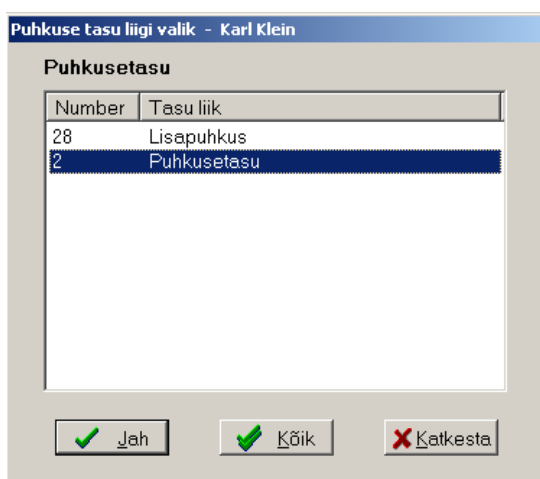 Puhkuse tasu liigi valik - Karl Klein
Puhkusetasu
Number Tasu liik
28 Lisapuhkus
2 Puhkusetasu
Jah Kõik Katkesta